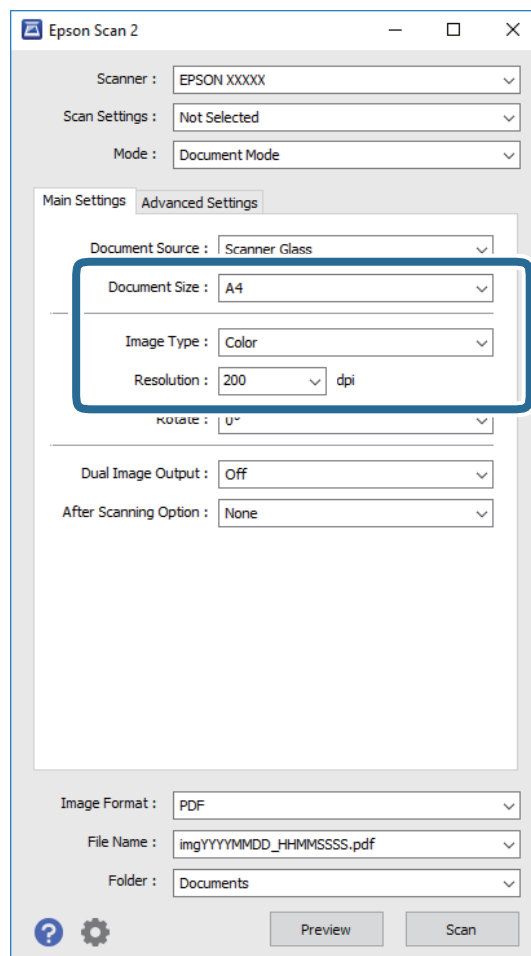 Epson Scan 2
Scanner : EPSON XXXXX
Scan Settings : Not Selected
Mode : Document Mode
Main Settings Advanced Settings
Document Source : Scanner Glass
Document Size : A4
Image Type : Color
Resolution : 200 dpi
Rotate : 0°
Dual Image Output : Off
After Scanning Option : None
Image Format : PDF
File Name : imgYYYYMMDD_HHMMSSSS.pdf
Folder : Documents
? Preview Scan